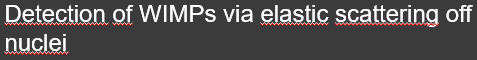 Detection of WIMPs via elastic scattering off
nuclei